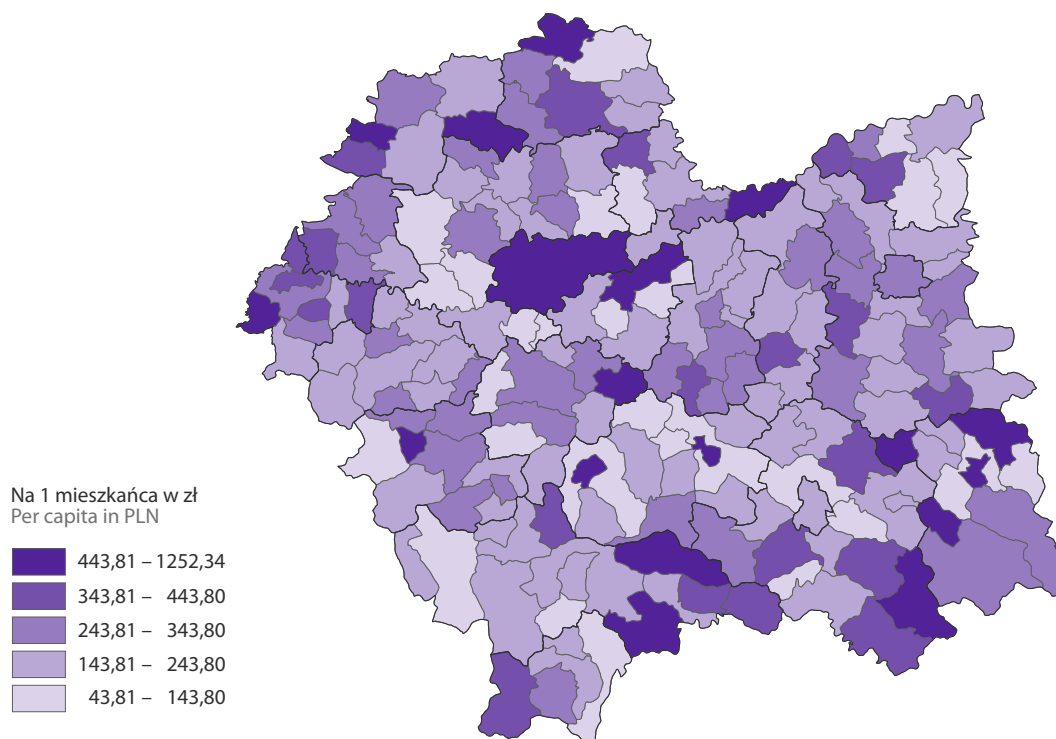 Na 1 mieszkańca w zł
Per capita in PLN
443,81 – 1252,34
343,81 – 443,80
243,81 – 343,80
143,81 – 243,80
43,81 – 143,80